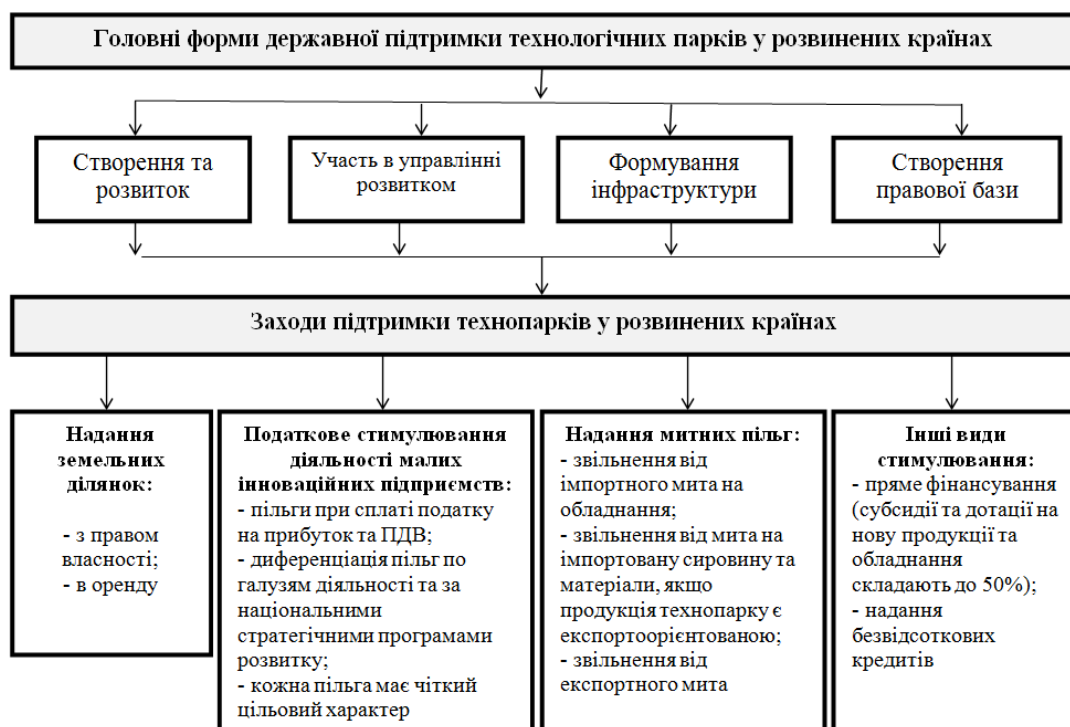 Головні форми державної підтримки технологічних парків у розвинених країнах
Створення та
розвиток
Участь в управлінні
розвитком
Формування
інфраструктури
Створення
правової бази
Заходи підтримки технопарків у розвинених країнах
Надання
земельних
ділянок:
- з правом
власності;
- в оренду
Податкове стимулювання
діяльності малих
інноваційних підприємств:
- пільги при сплаті податку
на прибуток та ПДВ;
- диференціація пільг по
галузям діяльності та за
національними
стратегічними програмами
розвитку;
- кожна пільга має чіткий
цільовий характер
Надання митних пільг:
- звільнення від
імпортного мита на
обладнання;
- звільнення від мита на
імпортовану сировину та
матеріали, якщо
продукція технопарку є
експортоорієнтованою;
- звільнення від
експортного мита
Інші види
стимулювання:
- пряме фінансування
(субсидії та дотації на
нову продукції та
обладнання
складають до 50%);
- надання
безвідсоткових
кредитів